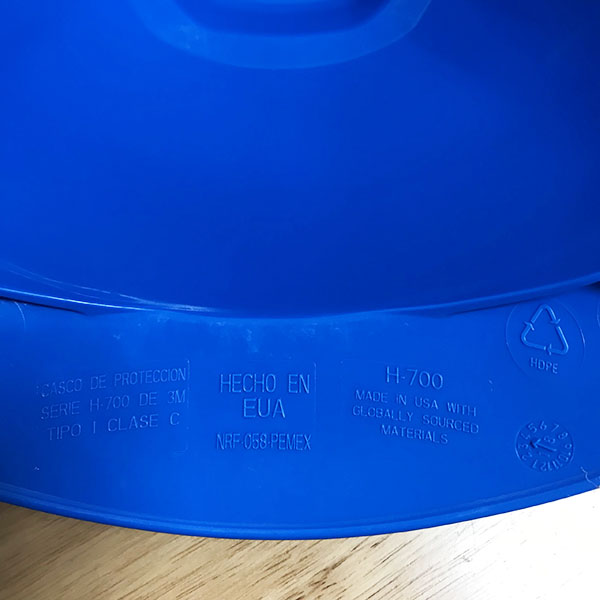 CASCO DE PROTECCION
SERIE H-700 DE 3M
TIPO I CLASE C
HECHO EN
EUA
NRF-058-PEMEX
H-700
MADE IN USA WITH
GLOBALLY SOURCED
MATERIALS
HDPE